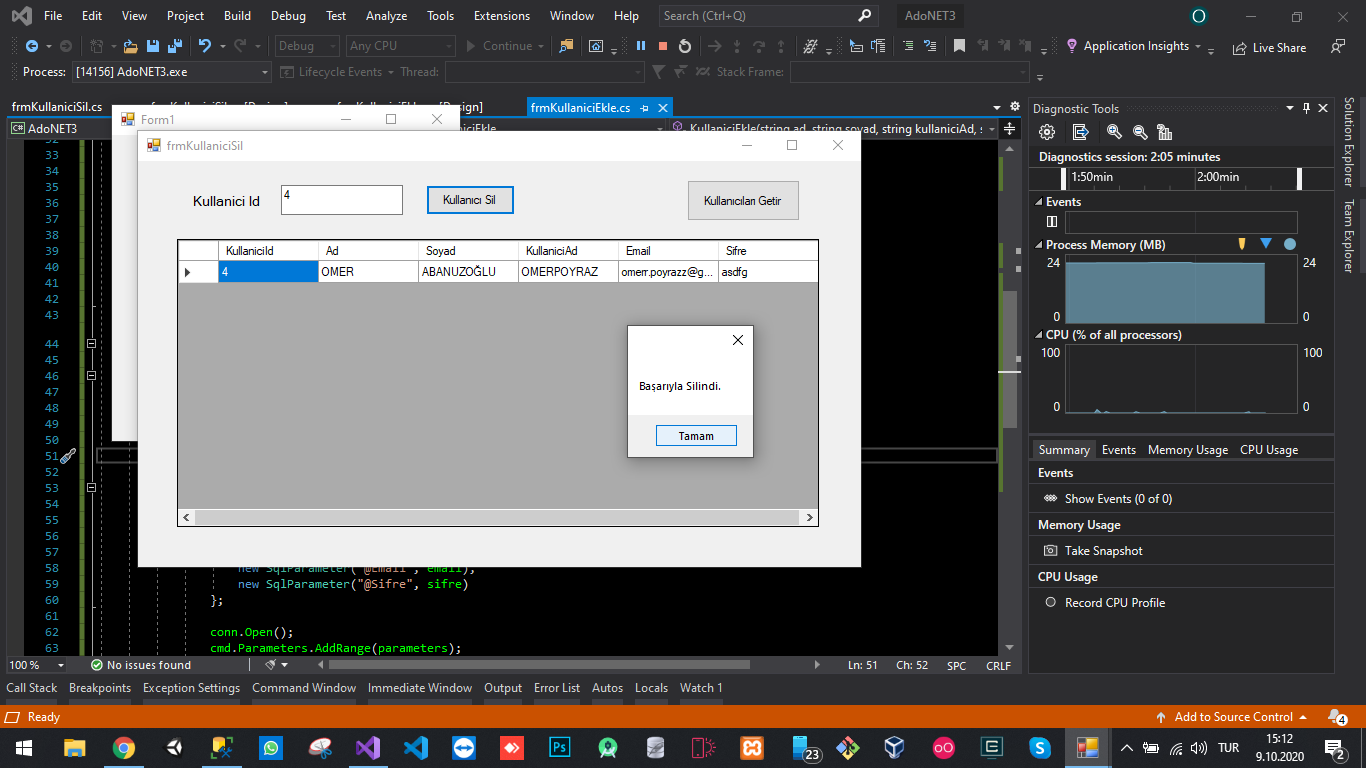 File Edit View Project Build Debug Test Analyze Tools Extensions Window Help Search (Ctrl+Q) AdoNET3 O
Debug Any CPU Continue Application Insights Live Share
Process: [14156] AdoNET3.exe Lifecycle Events Thread: Stack Frame:
frmKullaniciSil.cs [Design] frmKullaniciEkle.cs
AdoNET3 KullaniciEkle(string ad, string soyad, string kullaniciAd, s
Form1
frmKullaniciSil
Kullanici Id 4 Kullanıcı Sil Kullanıcıları Getir
KullaniciId Ad Soyad KullaniciAd Email Sifre
4 OMER ABANUZOĞLU OMERPOYRAZ omerr.poyrazz@g... asdfg
Başarıyla Silindi.
Tamam
33
34
35
36
37
38
39
40
41
42
43
44
45
46
47
48
49
50
51
52
53
54
55
56
57
58 new SqlParameter("@Email", email),
59 new SqlParameter("@Sifre", sifre)
60 };
61
62 conn.Open();
63 cmd.Parameters.AddRange(parameters);
100 % No issues found Ln: 51 Ch: 52 SPC CRLF
Diagnostic Tools
Diagnostics session: 2:05 minutes
1:50min 2:00min
Events
Process Memory (MB)
24 24
0 0
CPU (% of all processors)
100 100
0 0
Summary Events Memory Usage CPU Usage
Events
Show Events (0 of 0)
Memory Usage
Take Snapshot
CPU Usage
Record CPU Profile
Solution Explorer
Team Explorer
Call Stack Breakpoints Exception Settings Command Window Immediate Window Output Error List Autos Locals Watch 1
Ready Add to Source Control 4
Ps 23 TUR 15:12
9.10.2020 2